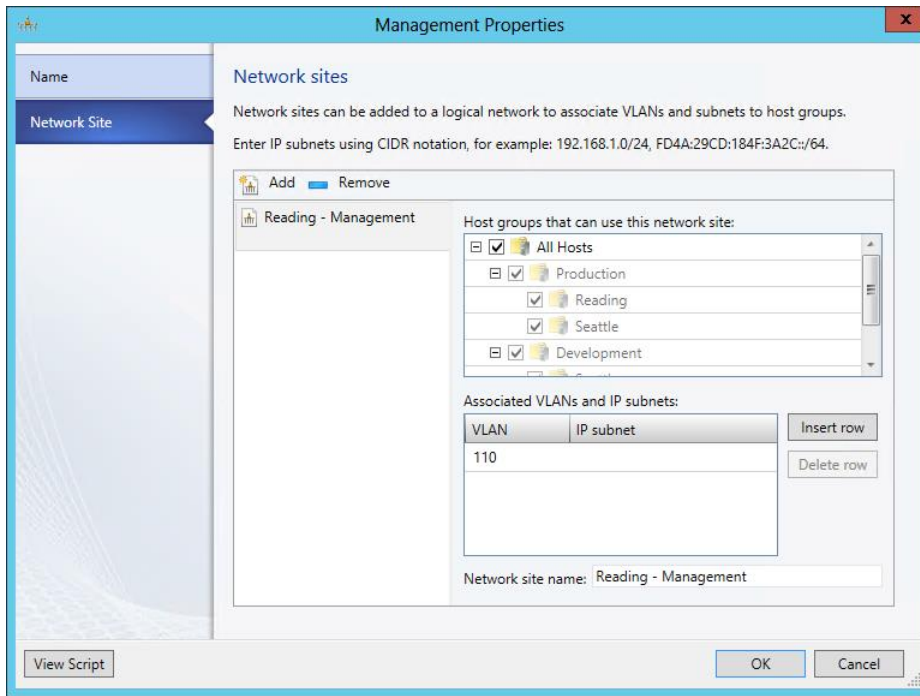 Management Properties
x
Name
Network Site
Network sites
Network sites can be added to a logical network to associate VLANs and subnets to host groups.
Enter IP subnets using CIDR notation, for example: 192.168.1.0/24, FD4A:29CD:184F:3A2C::/64.
Add Remove
Reading - Management
Host groups that can use this network site:
All Hosts
Production
Reading
Seattle
Development
Associated VLANs and IP subnets:
VLAN IP subnet
110
Insert row
Delete row
Network site name: Reading - Management
View Script
OK Cancel